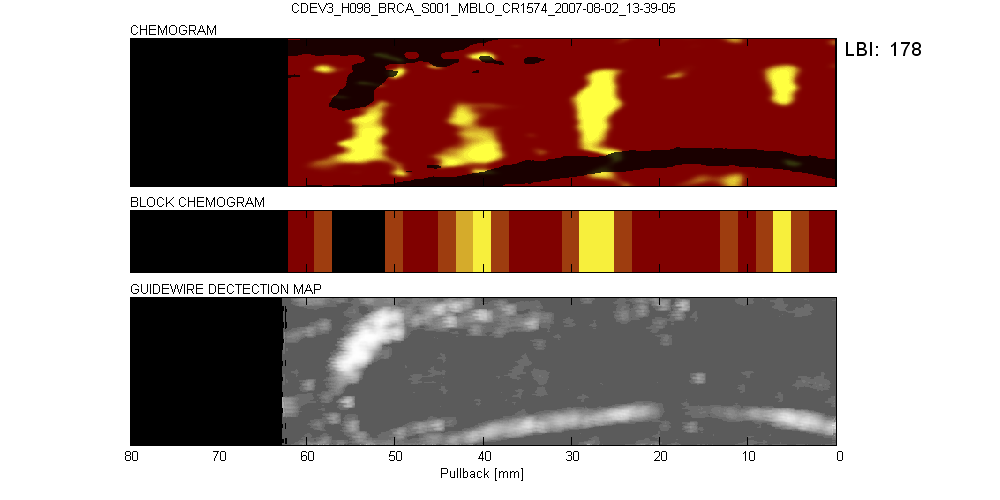 CDEV3_H098_BRCA_S001_MBLO_CR1574_2007-08-02_13-39-05
CHEMOGRAM
LBI: 178
BLOCK CHEMOGRAM
GUIDEWIRE DECTECTION MAP
80 70 60 50 40 30 20 10 0
Pullback [mm]